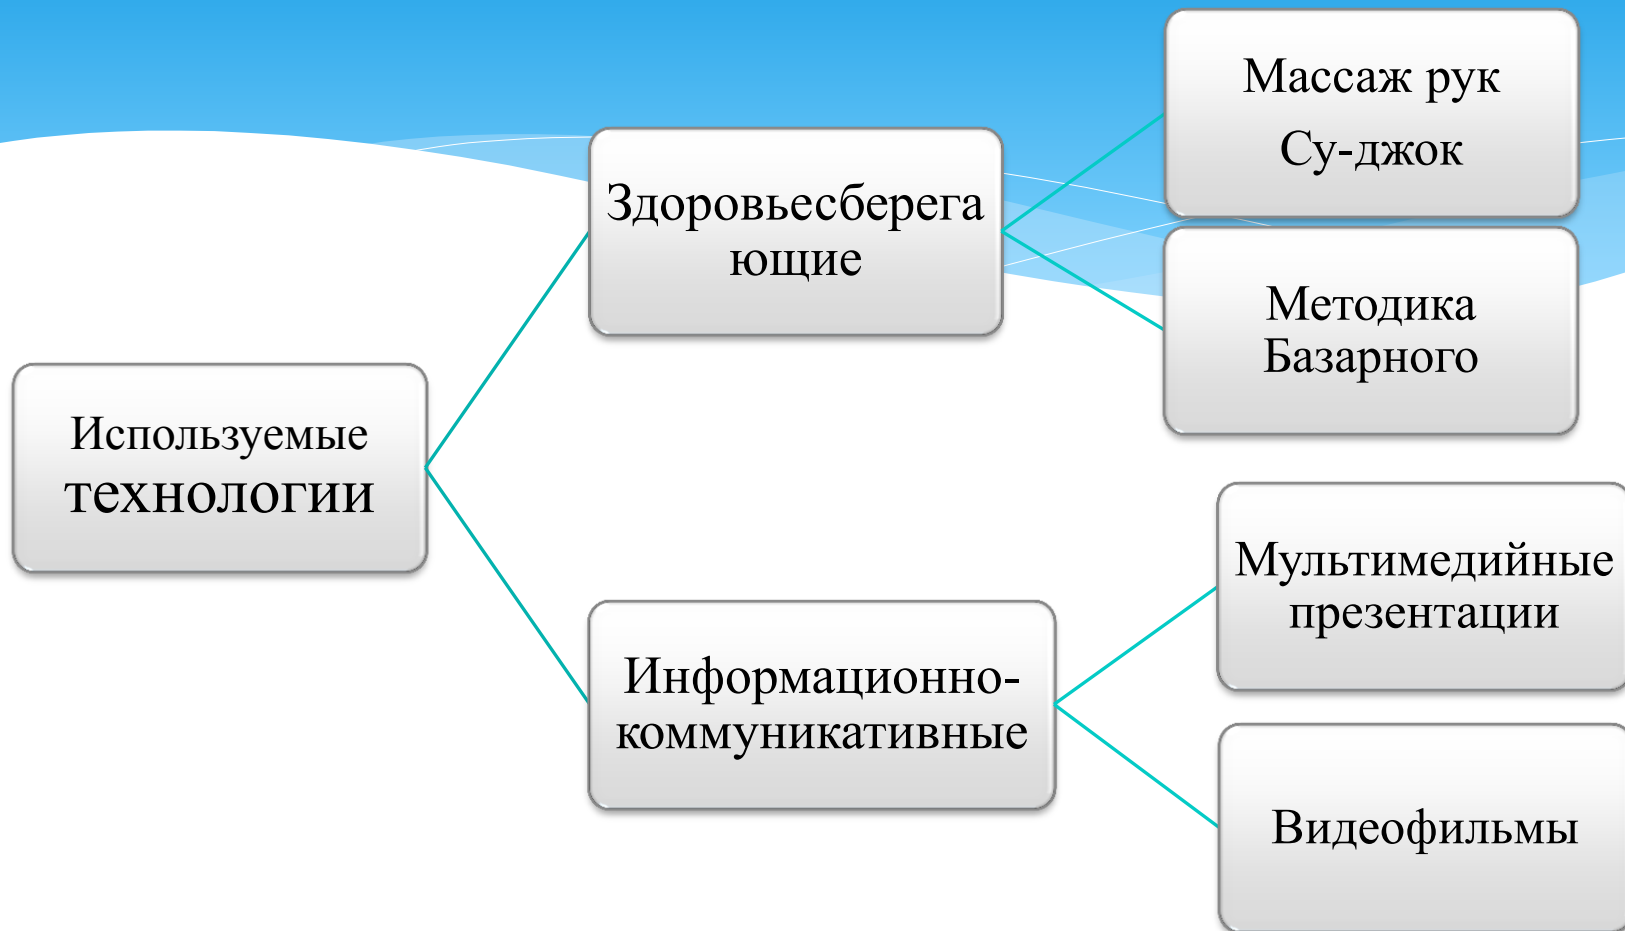 Используемые
технологии
Здоровьесберега
ющие
Массаж рук
Су-джок
Методика
Базарного
Информационно-
коммуникативные
Мультимедийные
презентации
Видеофильмы